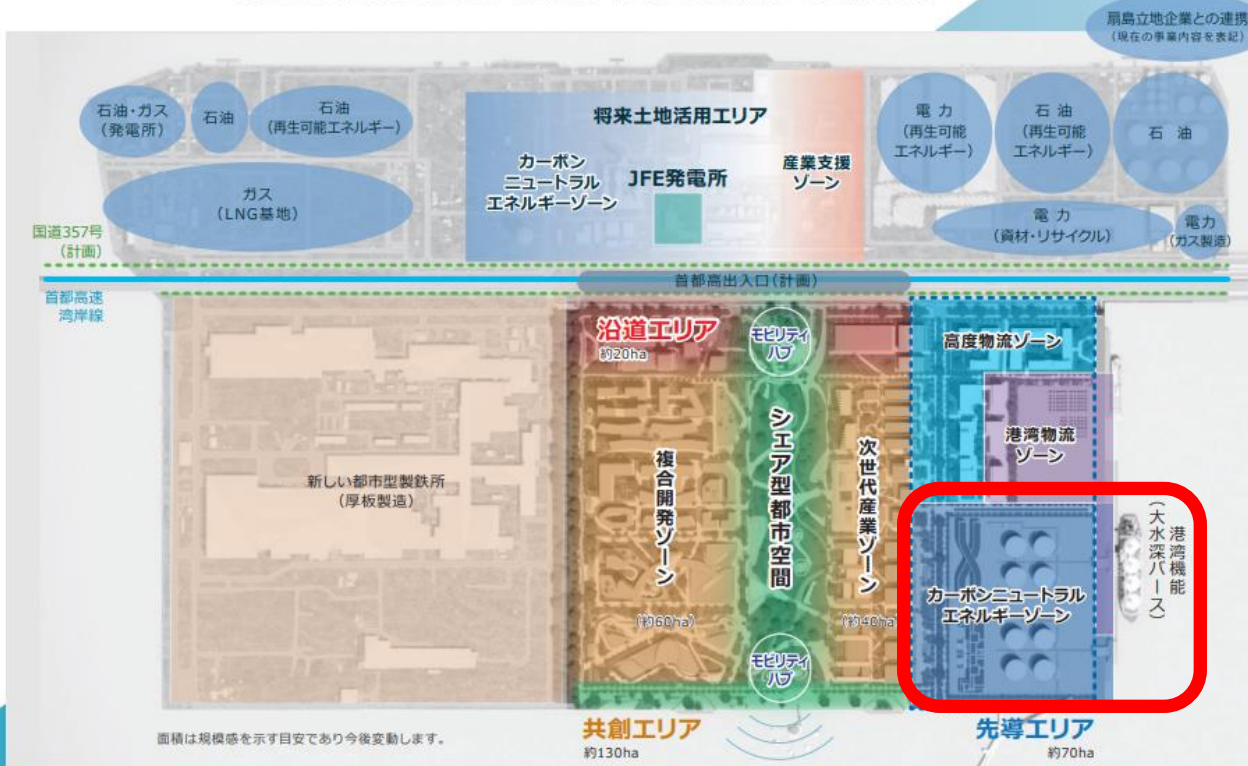 扇島立地企業との連携
(現在の事業内容を表記)
石油・ガス
(発電所)
石油
石油
(再生可能エネルギー)
ガス
(LNG基地)
将来土地活用エリア
カーボン
ニュートラル
エネルギーゾーン
JFE発電所
産業支援
ゾーン
電力
(再生可能
エネルギー)
石油
(再生可能
エネルギー)
石油
電力
(資材・リサイクル)
電力
(ガス製造)
国道357号
(計画)
首都高速
湾岸線
首都高出入口(計画)
沿道エリア
約20ha
モビリティ
ハブ
高度物流ゾーン
港湾物流
ゾーン
新しい都市型製鉄所
(厚板製造)
複合開発ゾーン
(約60ha)
シェア型都市空間
次世代産業ゾーン
(約40ha)
カーボンニュートラル
エネルギーゾーン
港湾機能
(大水深バース)
モビリティ
ハブ
共創エリア
約130ha
先導エリア
約70ha
面積は規模感を示す目安であり今後変動します。